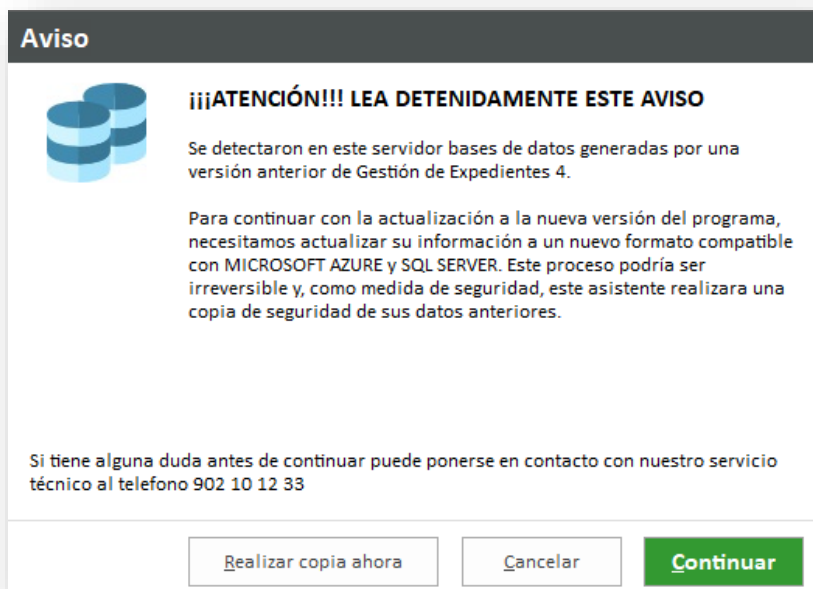 Aviso
¡¡¡ATENCIÓN!!! LEA DETENIDAMENTE ESTE AVISO
Se detectaron en este servidor bases de datos generadas por una
versión anterior de Gestión de Expedientes 4.
Para continuar con la actualización a la nueva versión del programa,
necesitamos actualizar su información a un nuevo formato compatible
con MICROSOFT AZURE y SQL SERVER. Este proceso podría ser
irreversible y, como medida de seguridad, este asistente realizara una
copia de seguridad de sus datos anteriores.
Si tiene alguna duda antes de continuar puede ponerse en contacto con nuestro servicio
técnico al telefono 902 10 12 33
Realizar copia ahora
Cancelar
Continuar